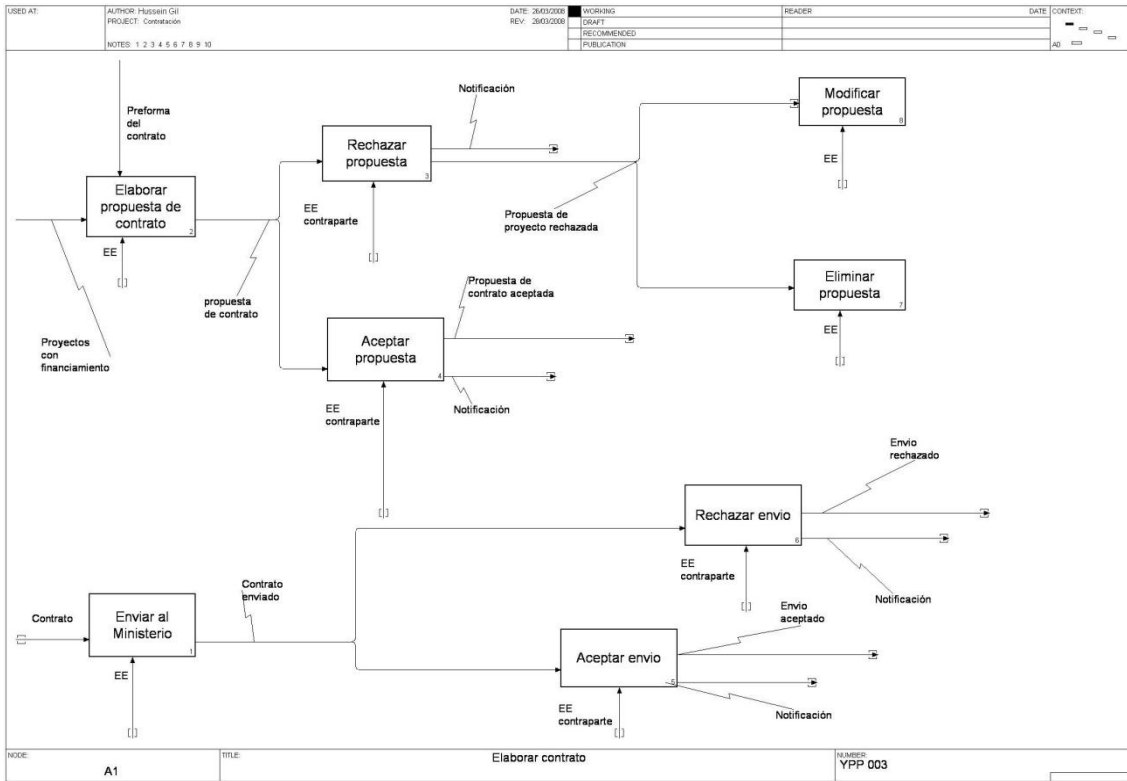 USED AT:
AUTHOR: Hussein Gil
PROJECT: Contratación
NOTES: 1 2 3 4 5 6 7 8 9 10
DATE: 26/03/2008
REV: 28/03/2008
WORKING
DRAFT
RECOMMENDED
PUBLICATION
READER
DATE
CONTEXT:
A0
Preforma
del
contrato
Elaborar
propuesta de
contrato
2
EE
Proyectos
con
financiamiento
propuesta
de contrato
Notificación
Rechazar
propuesta
3
EE
contraparte
Propuesta de
proyecto rechazada
Modificar
propuesta
8
EE
Eliminar
propuesta
7
EE
Propuesta de
contrato aceptada
Aceptar
propuesta
4
Notificación
EE
contraparte
Envio
rechazado
Rechazar envio
6
EE
contraparte
Notificación
Contrato
Enviar al
Ministerio
1
EE
Contrato
enviado
Envio
aceptado
Aceptar envio
5
EE
contraparte
Notificación
NODE:
A1
TITLE:
Elaborar contrato
NUMBER:
YPP 003